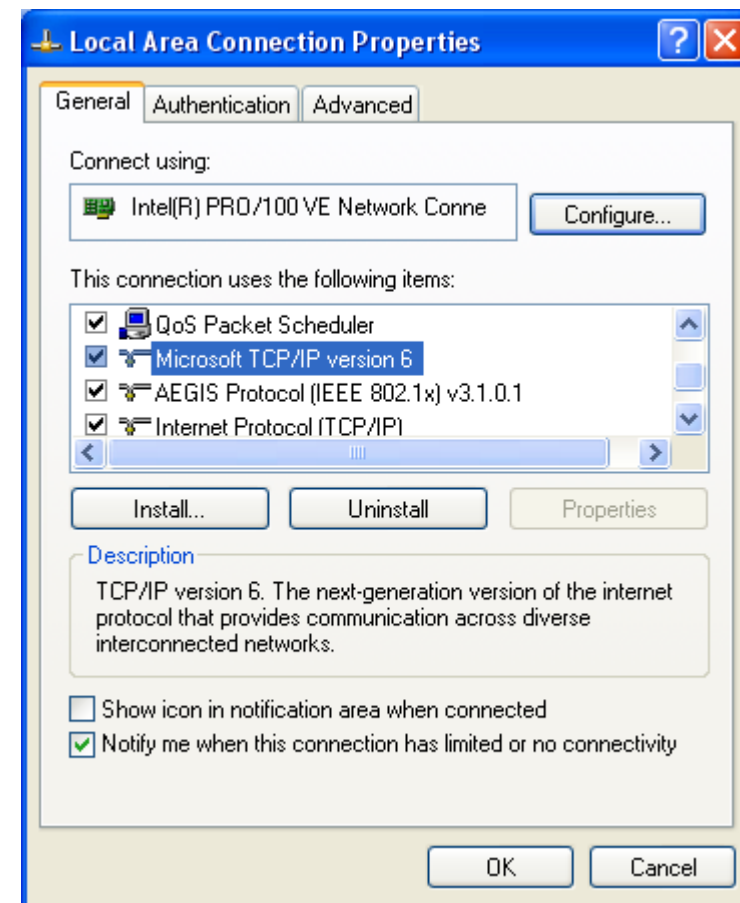 Local Area Connection Properties
General Authentication Advanced
Connect using:
Intel(R) PRO/100 VE Network Conne
Configure...
This connection uses the following items:
QoS Packet Scheduler
Microsoft TCP/IP version 6
AEGIS Protocol (IEEE 802.1x) v3.1.0.1
Internet Protocol (TCP/IP)
Install... Uninstall Properties
Description
TCP/IP version 6. The next-generation version of the internet
protocol that provides communication across diverse
interconnected networks.
Show icon in notification area when connected
Notify me when this connection has limited or no connectivity
OK Cancel